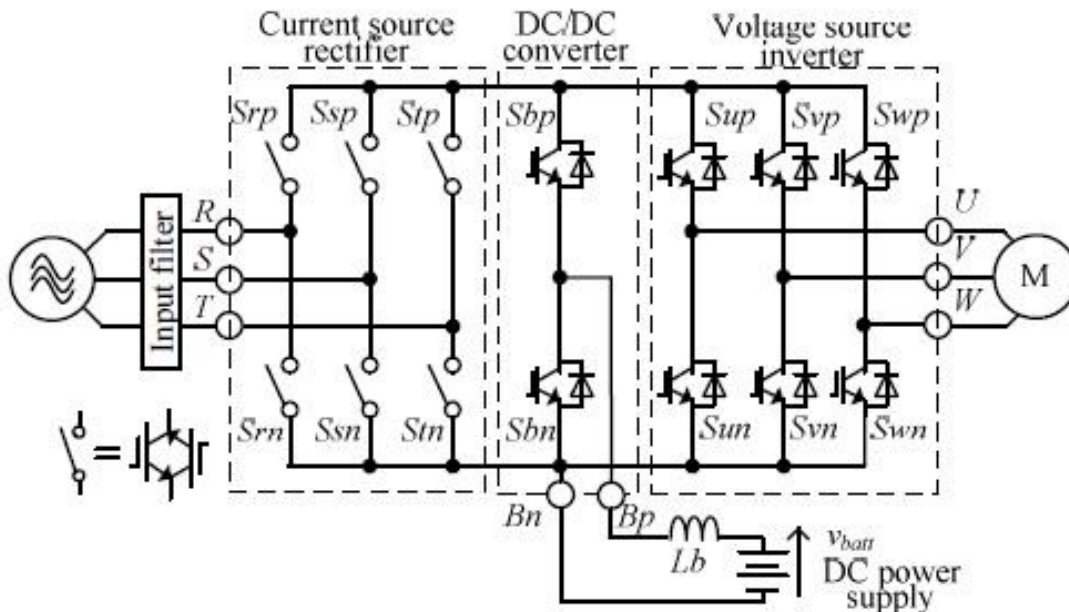 Current source
rectifier
DC/DC
converter
Voltage source
inverter
Srp
Ssp
Stp
Sbp
Sup
Svp
Swp
Input filter
R
S
T
U
V
W
M
Srn
Ssn
Stn
Sbn
Sun
Svn
Swn
=
Bn
Bp
Lb
vbatt
DC power
supply